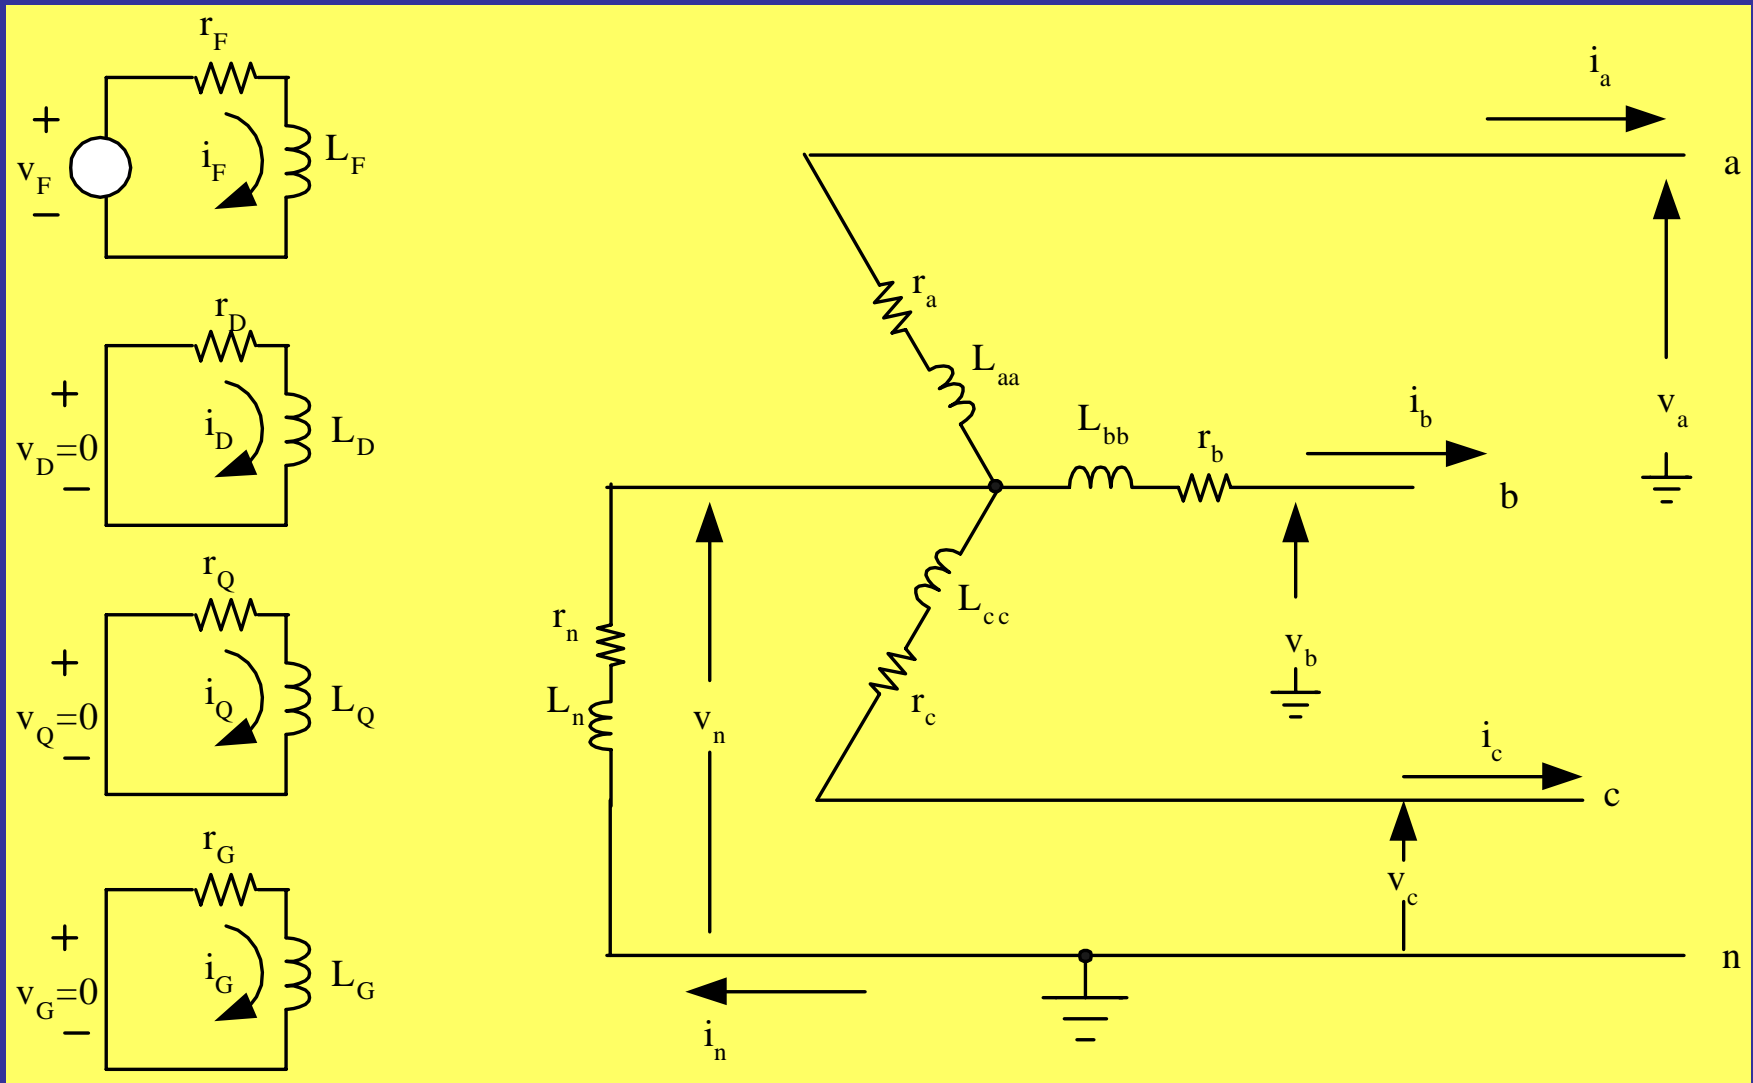 r_F
+
v_F
−
i_F
L_F
r_D
+
v_D=0
−
i_D
L_D
r_Q
+
v_Q=0
−
i_Q
L_Q
r_G
+
v_G=0
−
i_G
L_G
i_a
a
r_a
L_aa
v_a
L_bb
r_b
i_b
b
v_b
r_n
L_n
v_n
L_cc
r_c
i_c
c
v_c
n
i_n